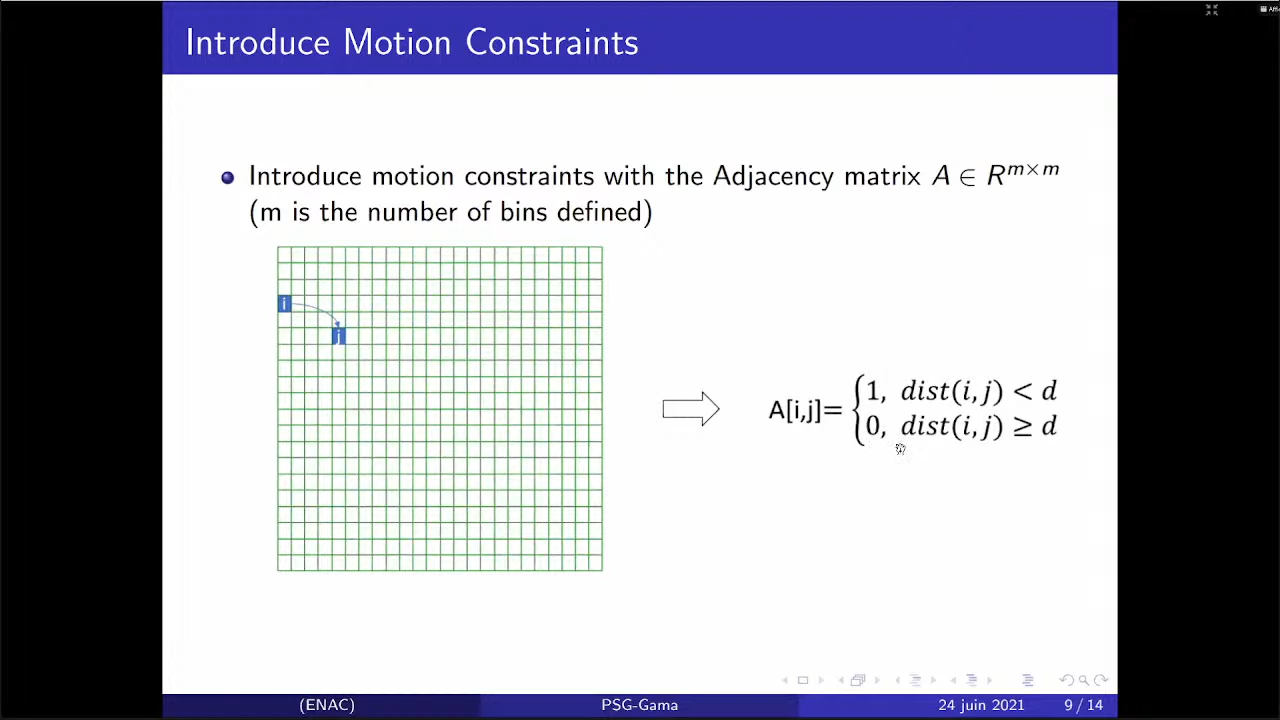 Introduce Motion Constraints
Introduce motion constraints with the Adjacency matrix A ∈ R^{m×m}
(m is the number of bins defined)
i
j
A[i,j]= { 1, dist(i, j) < d
0, dist(i, j) ≥ d
(ENAC) PSG-Gama 24 juin 2021 9 / 14